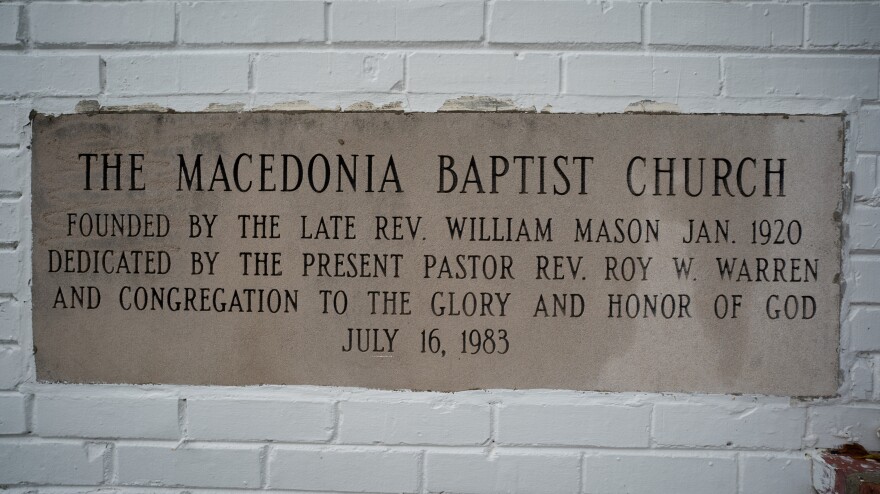 THE MACEDONIA BAPTIST CHURCH
FOUNDED BY THE LATE REV. WILLIAM MASON JAN. 1920
DEDICATED BY THE PRESENT PASTOR REV. ROY W. WARREN
AND CONGREGATION TO THE GLORY AND HONOR OF GOD
JULY 16, 1983